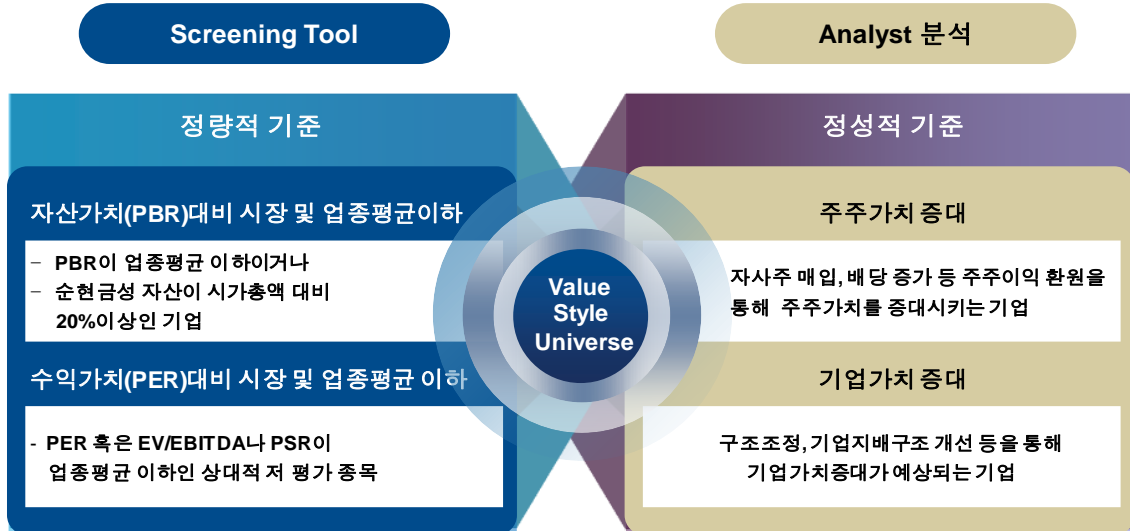 Screening Tool
Analyst 분석
정량적 기준
정성적 기준
자산가치(PBR)대비 시장 및 업종평균이하
– PBR이 업종평균 이하이거나
– 순현금성 자산이 시가총액 대비
20%이상인 기업
수익가치(PER)대비 시장 및 업종평균 이하
- PER 혹은 EV/EBITDA나 PSR이
업종평균 이하인 상대적 저 평가 종목
Value
Style
Universe
주주가치 증대
자사주 매입, 배당 증가 등 주주이익 환원을
통해 주주가치를 증대시키는 기업
기업가치 증대
구조조정, 기업지배구조 개선 등을 통해
기업가치증대가 예상되는 기업